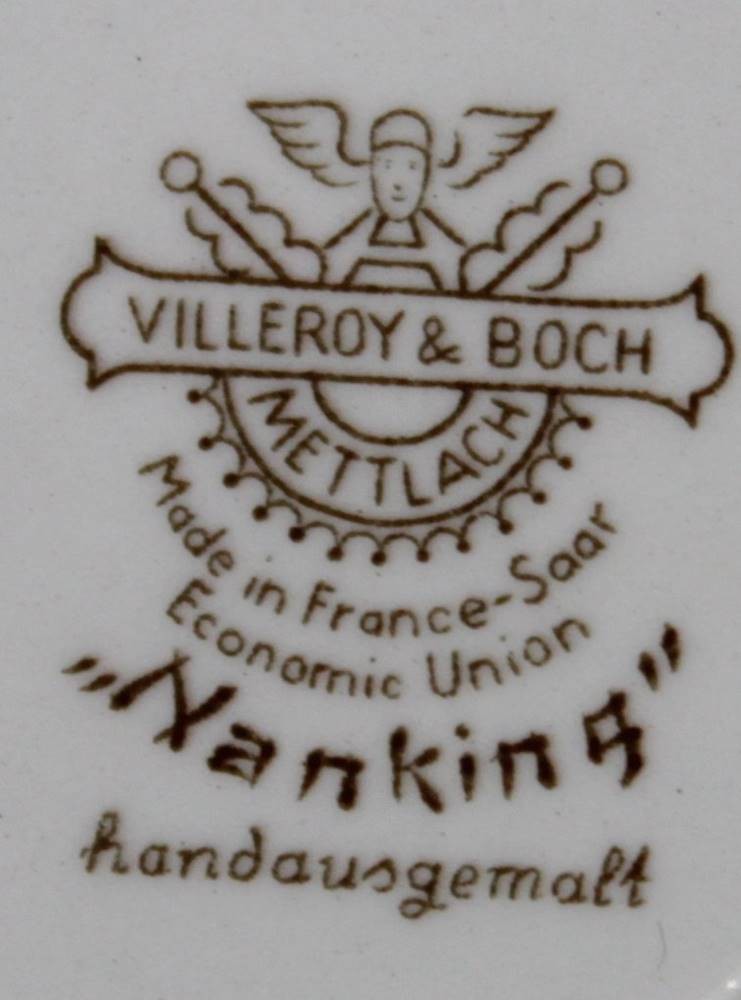 VILLEROY & BOCH
METTLACH
Made in France-Saar
Economic Union
„Nanking"
handausgemalt